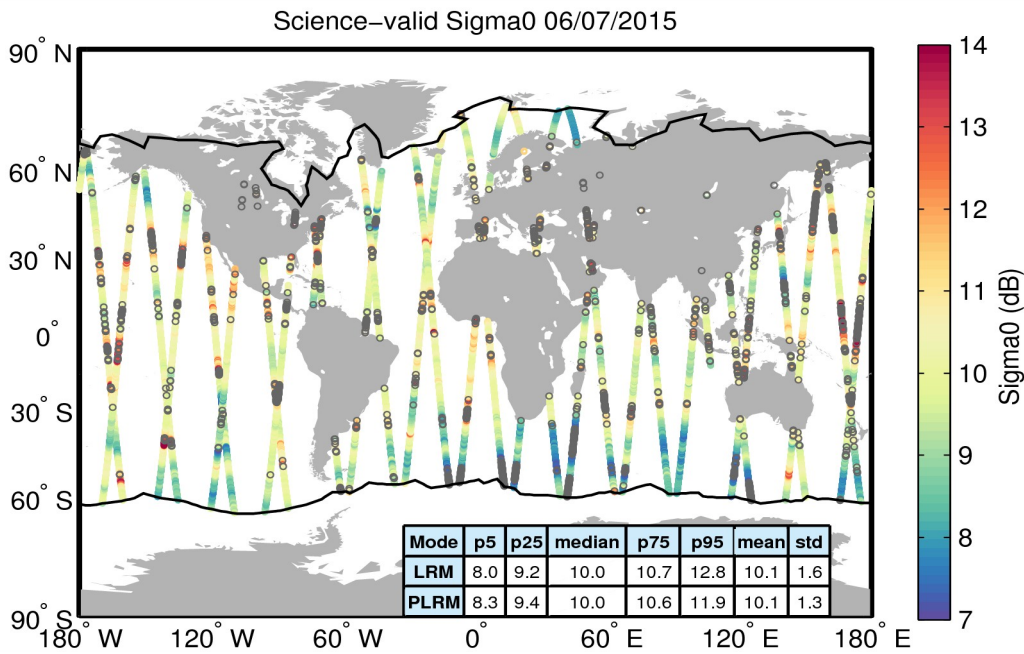 Science−valid Sigma0 06/07/2015
90° N
60° N
30° N
0°
30° S
60° S
90° S
180° W
120° W
60° W
0°
60° E
120° E
180° E
Mode p5 p25 median p75 p95 mean std
LRM 8.0 9.2 10.0 10.7 12.8 10.1 1.6
PLRM 8.3 9.4 10.0 10.6 11.9 10.1 1.3
14
13
12
11
10
9
8
7
Sigma0 (dB)